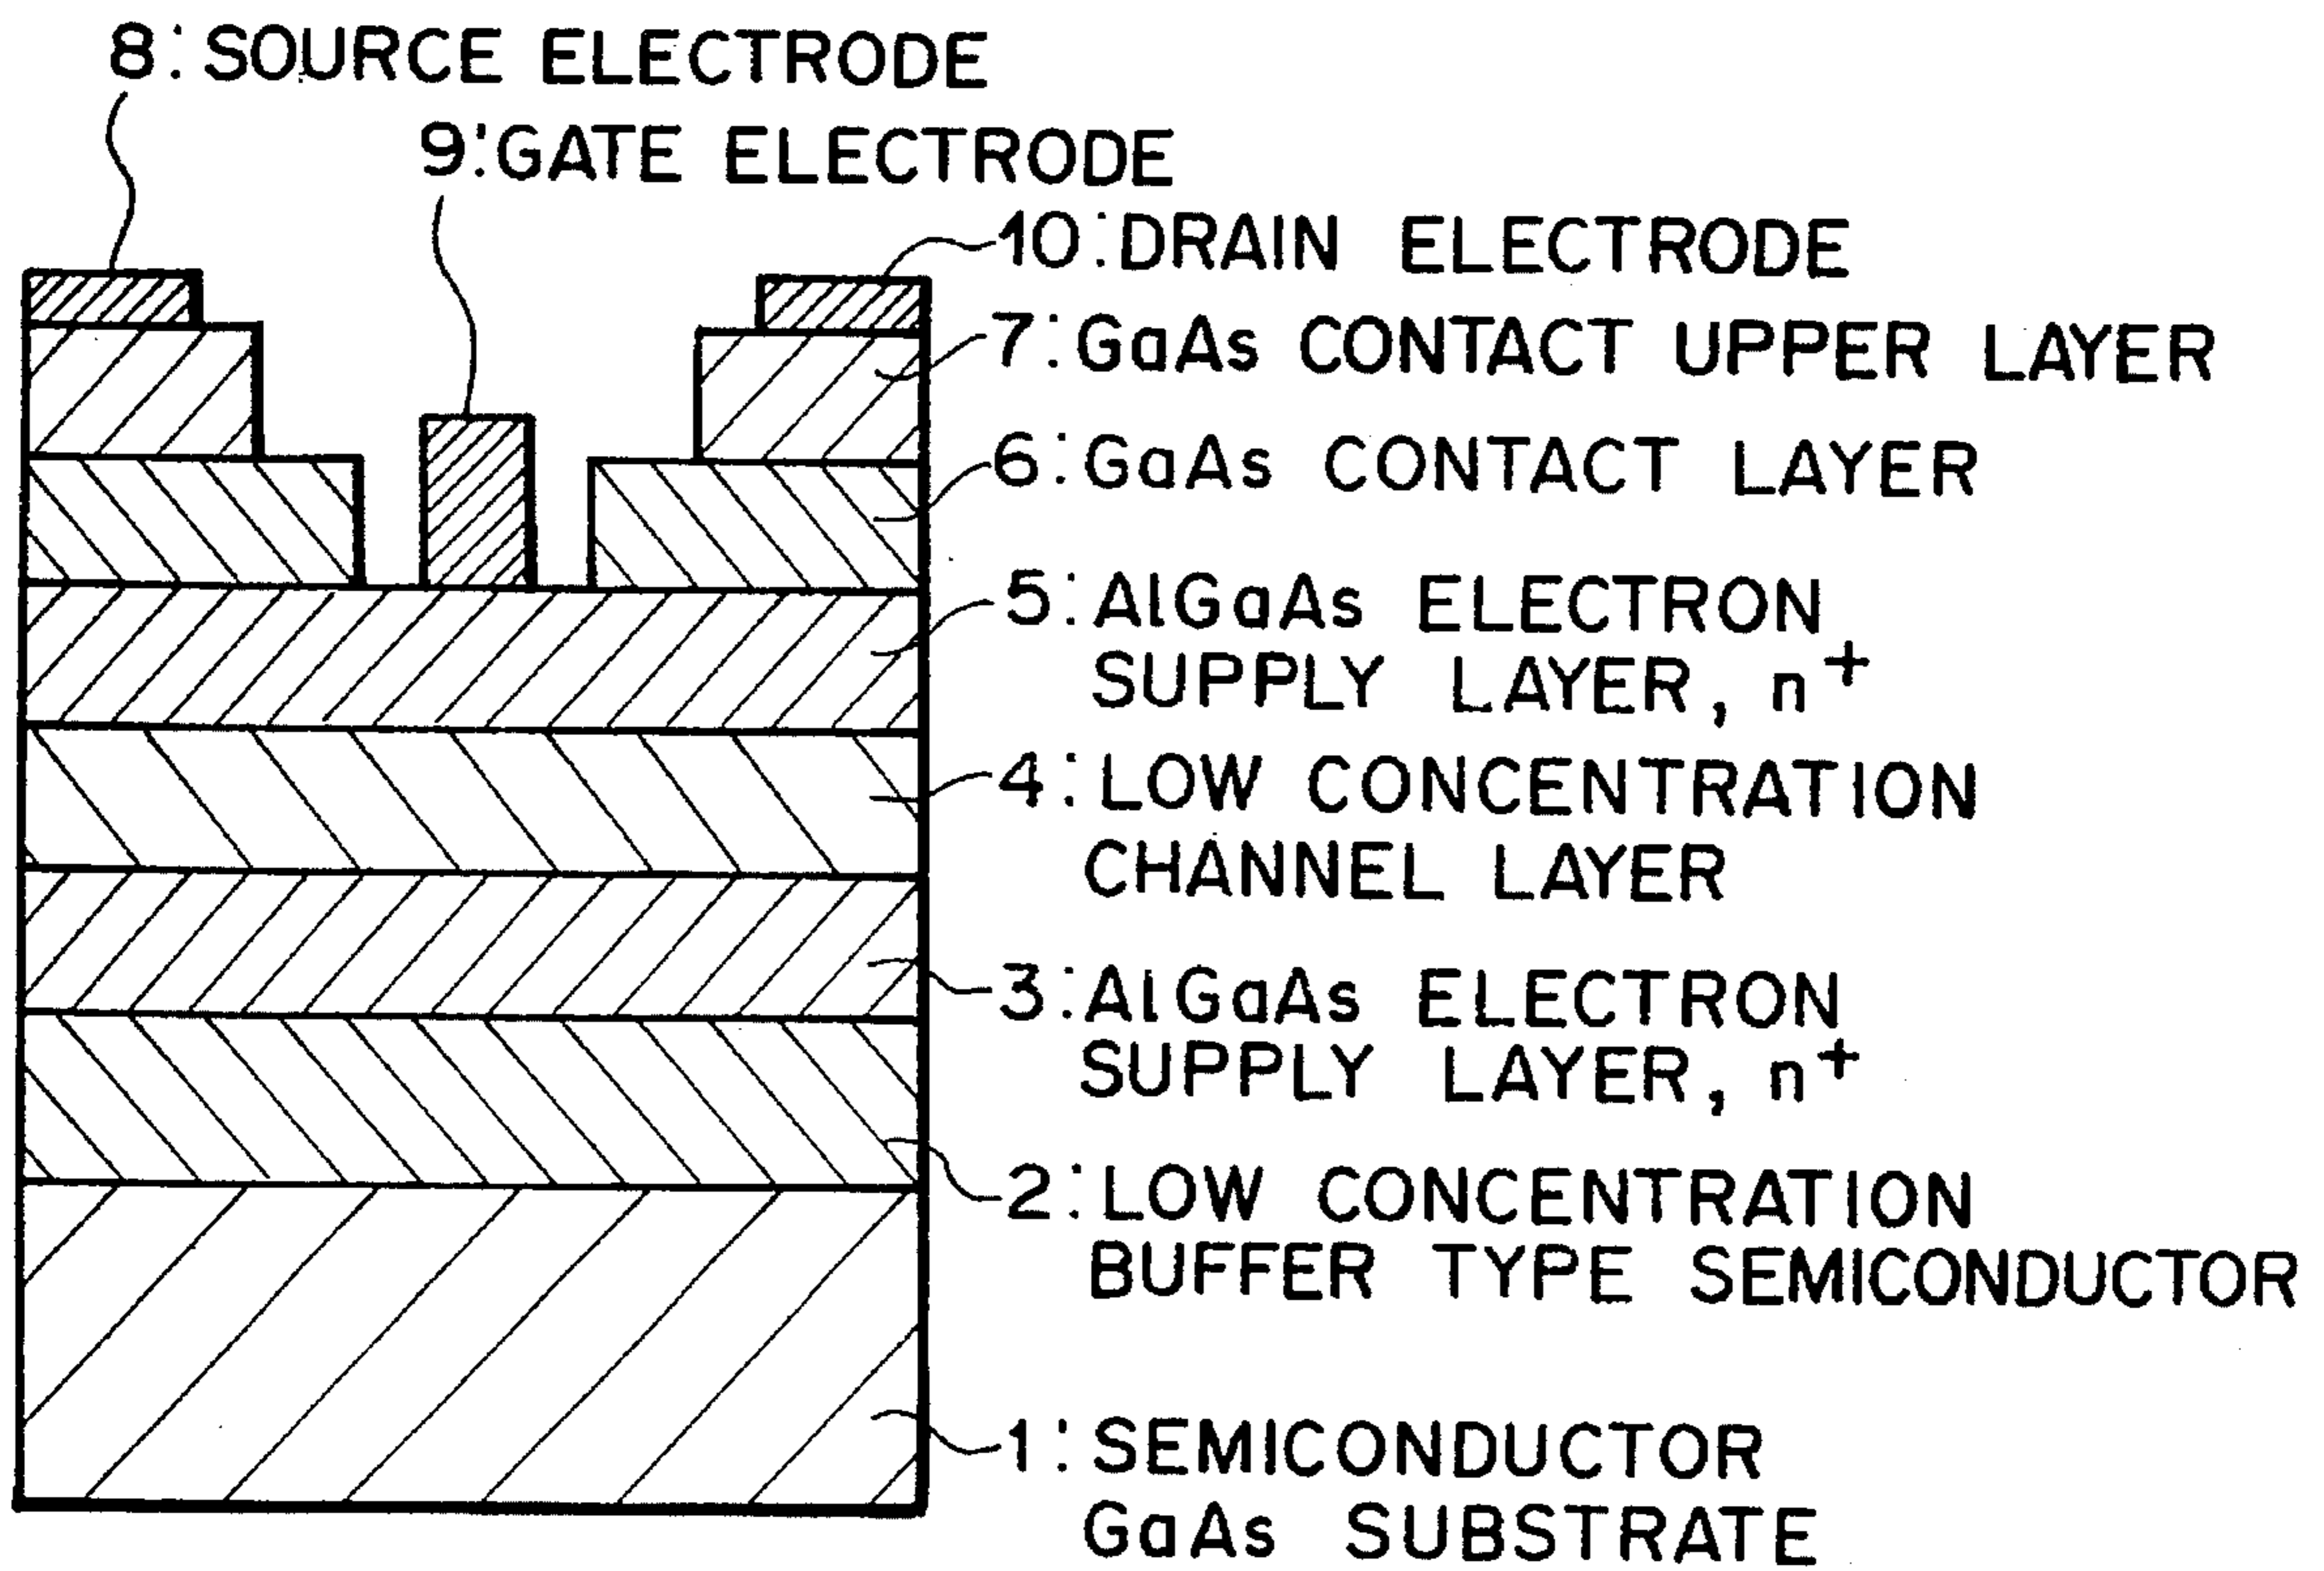 8: SOURCE ELECTRODE
9: GATE ELECTRODE
10: DRAIN ELECTRODE
7: GaAs CONTACT UPPER LAYER
6: GaAs CONTACT LAYER
5: AlGaAs ELECTRON
SUPPLY LAYER, n+
4: LOW CONCENTRATION
CHANNEL LAYER
3: AlGaAs ELECTRON
SUPPLY LAYER, n+
2: LOW CONCENTRATION
BUFFER TYPE SEMICONDUCTOR
1: SEMICONDUCTOR
GaAs SUBSTRATE